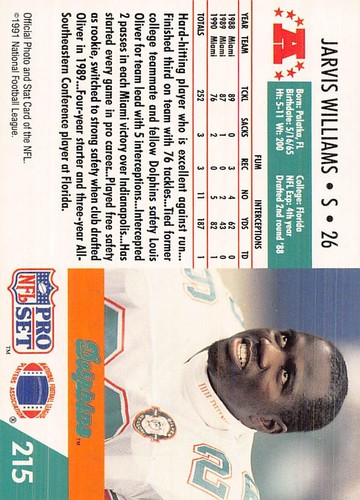 JARVIS WILLIAMS • S • 26
A
Born: Palatka, FL
Birthdate: 5/16/65
Ht: 5-11 Wt: 200
College: Florida
NFL Exp: 4th year
Drafted 2nd round '88
FUM INTERCEPTIONS
YEAR TEAM TCKL SACKS REC NO YDS TD
1988 Miami 89 0 3 4 62 0
1989 Miami 87 1 0 2 43 0
1990 Miami 76 2 0 5 82 1
TOTALS 252 3 3 11 187 1
Hard-hitting player who is excellent against run...
Finished third on team with 76 tackles...Tied former
college teammate and fellow Dolphins safety Louis
Oliver for team lead with 5 interceptions...Intercepted
2 passes in each Miami victory over Indianapolis...Has
started every game in pro career...Played free safety
as rookie, switched to strong safety when club drafted
Oliver in 1989...Four-year starter and three-year All-
Southeastern Conference player at Florida.
Official Photo and Stat Card of the NFL.
©1991 National Football League.
Dolphins
PRO
NFL
SET
™
NATIONAL FOOTBALL LEAGUE
PLAYERS ASSOCIATION
®
215